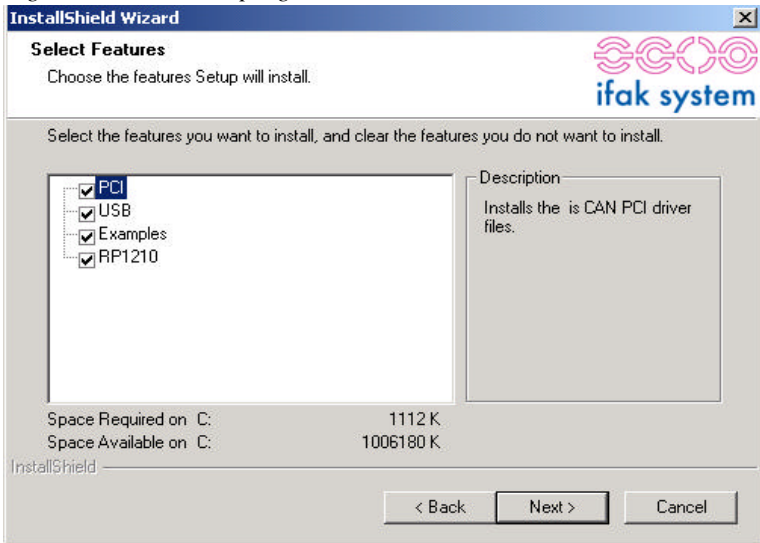 InstallShield Wizard
Select Features
Choose the features Setup will install.
ifak system
Select the features you want to install, and clear the features you do not want to install.
PCI
USB
Examples
RP1210
Description
Installs the is CAN PCI driver
files.
Space Required on C: 1112 K
Space Available on C: 1006180 K
InstallShield
< Back Next > Cancel